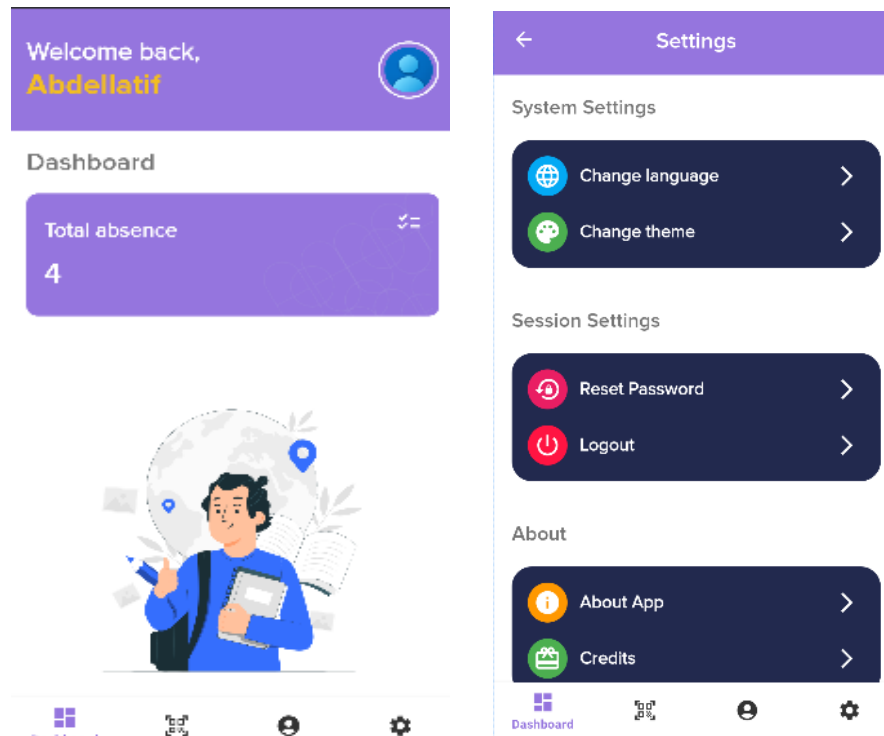 Welcome back,
Abdellatif
Dashboard
Total absence
4
Settings
System Settings
Change language
Change theme
Session Settings
Reset Password
Logout
About
About App
Credits
Dashboard